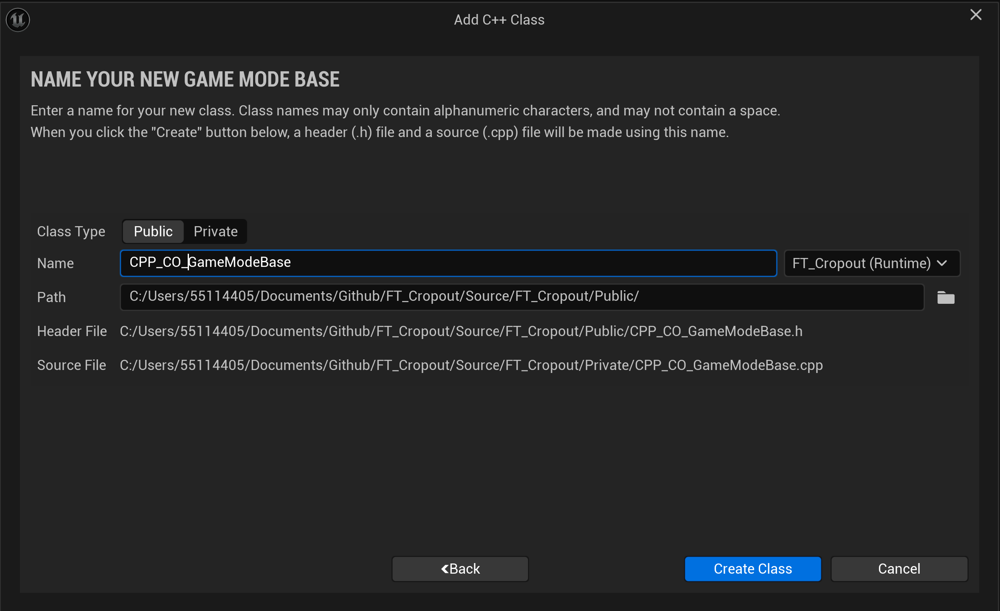 Add C++ Class
NAME YOUR NEW GAME MODE BASE
Enter a name for your new class. Class names may only contain alphanumeric characters, and may not contain a space.
When you click the "Create" button below, a header (.h) file and a source (.cpp) file will be made using this name.
Class Type Public Private
Name CPP_CO_GameModeBase FT_Cropout (Runtime)
Path C:/Users/55114405/Documents/Github/FT_Cropout/Source/FT_Cropout/Public/
Header File C:/Users/55114405/Documents/Github/FT_Cropout/Source/FT_Cropout/Public/CPP_CO_GameModeBase.h
Source File C:/Users/55114405/Documents/Github/FT_Cropout/Source/FT_Cropout/Private/CPP_CO_GameModeBase.cpp
Back Create Class Cancel